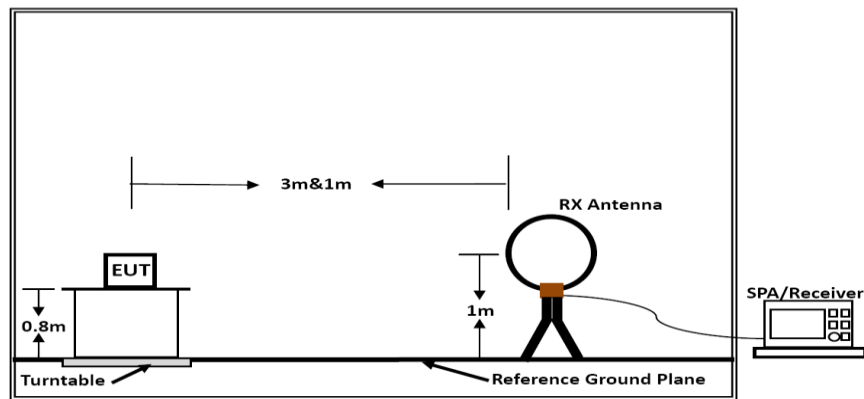 3m&1m
RX Antenna
EUT
SPA/Receiver
0.8m
1m
Turntable
Reference Ground Plane